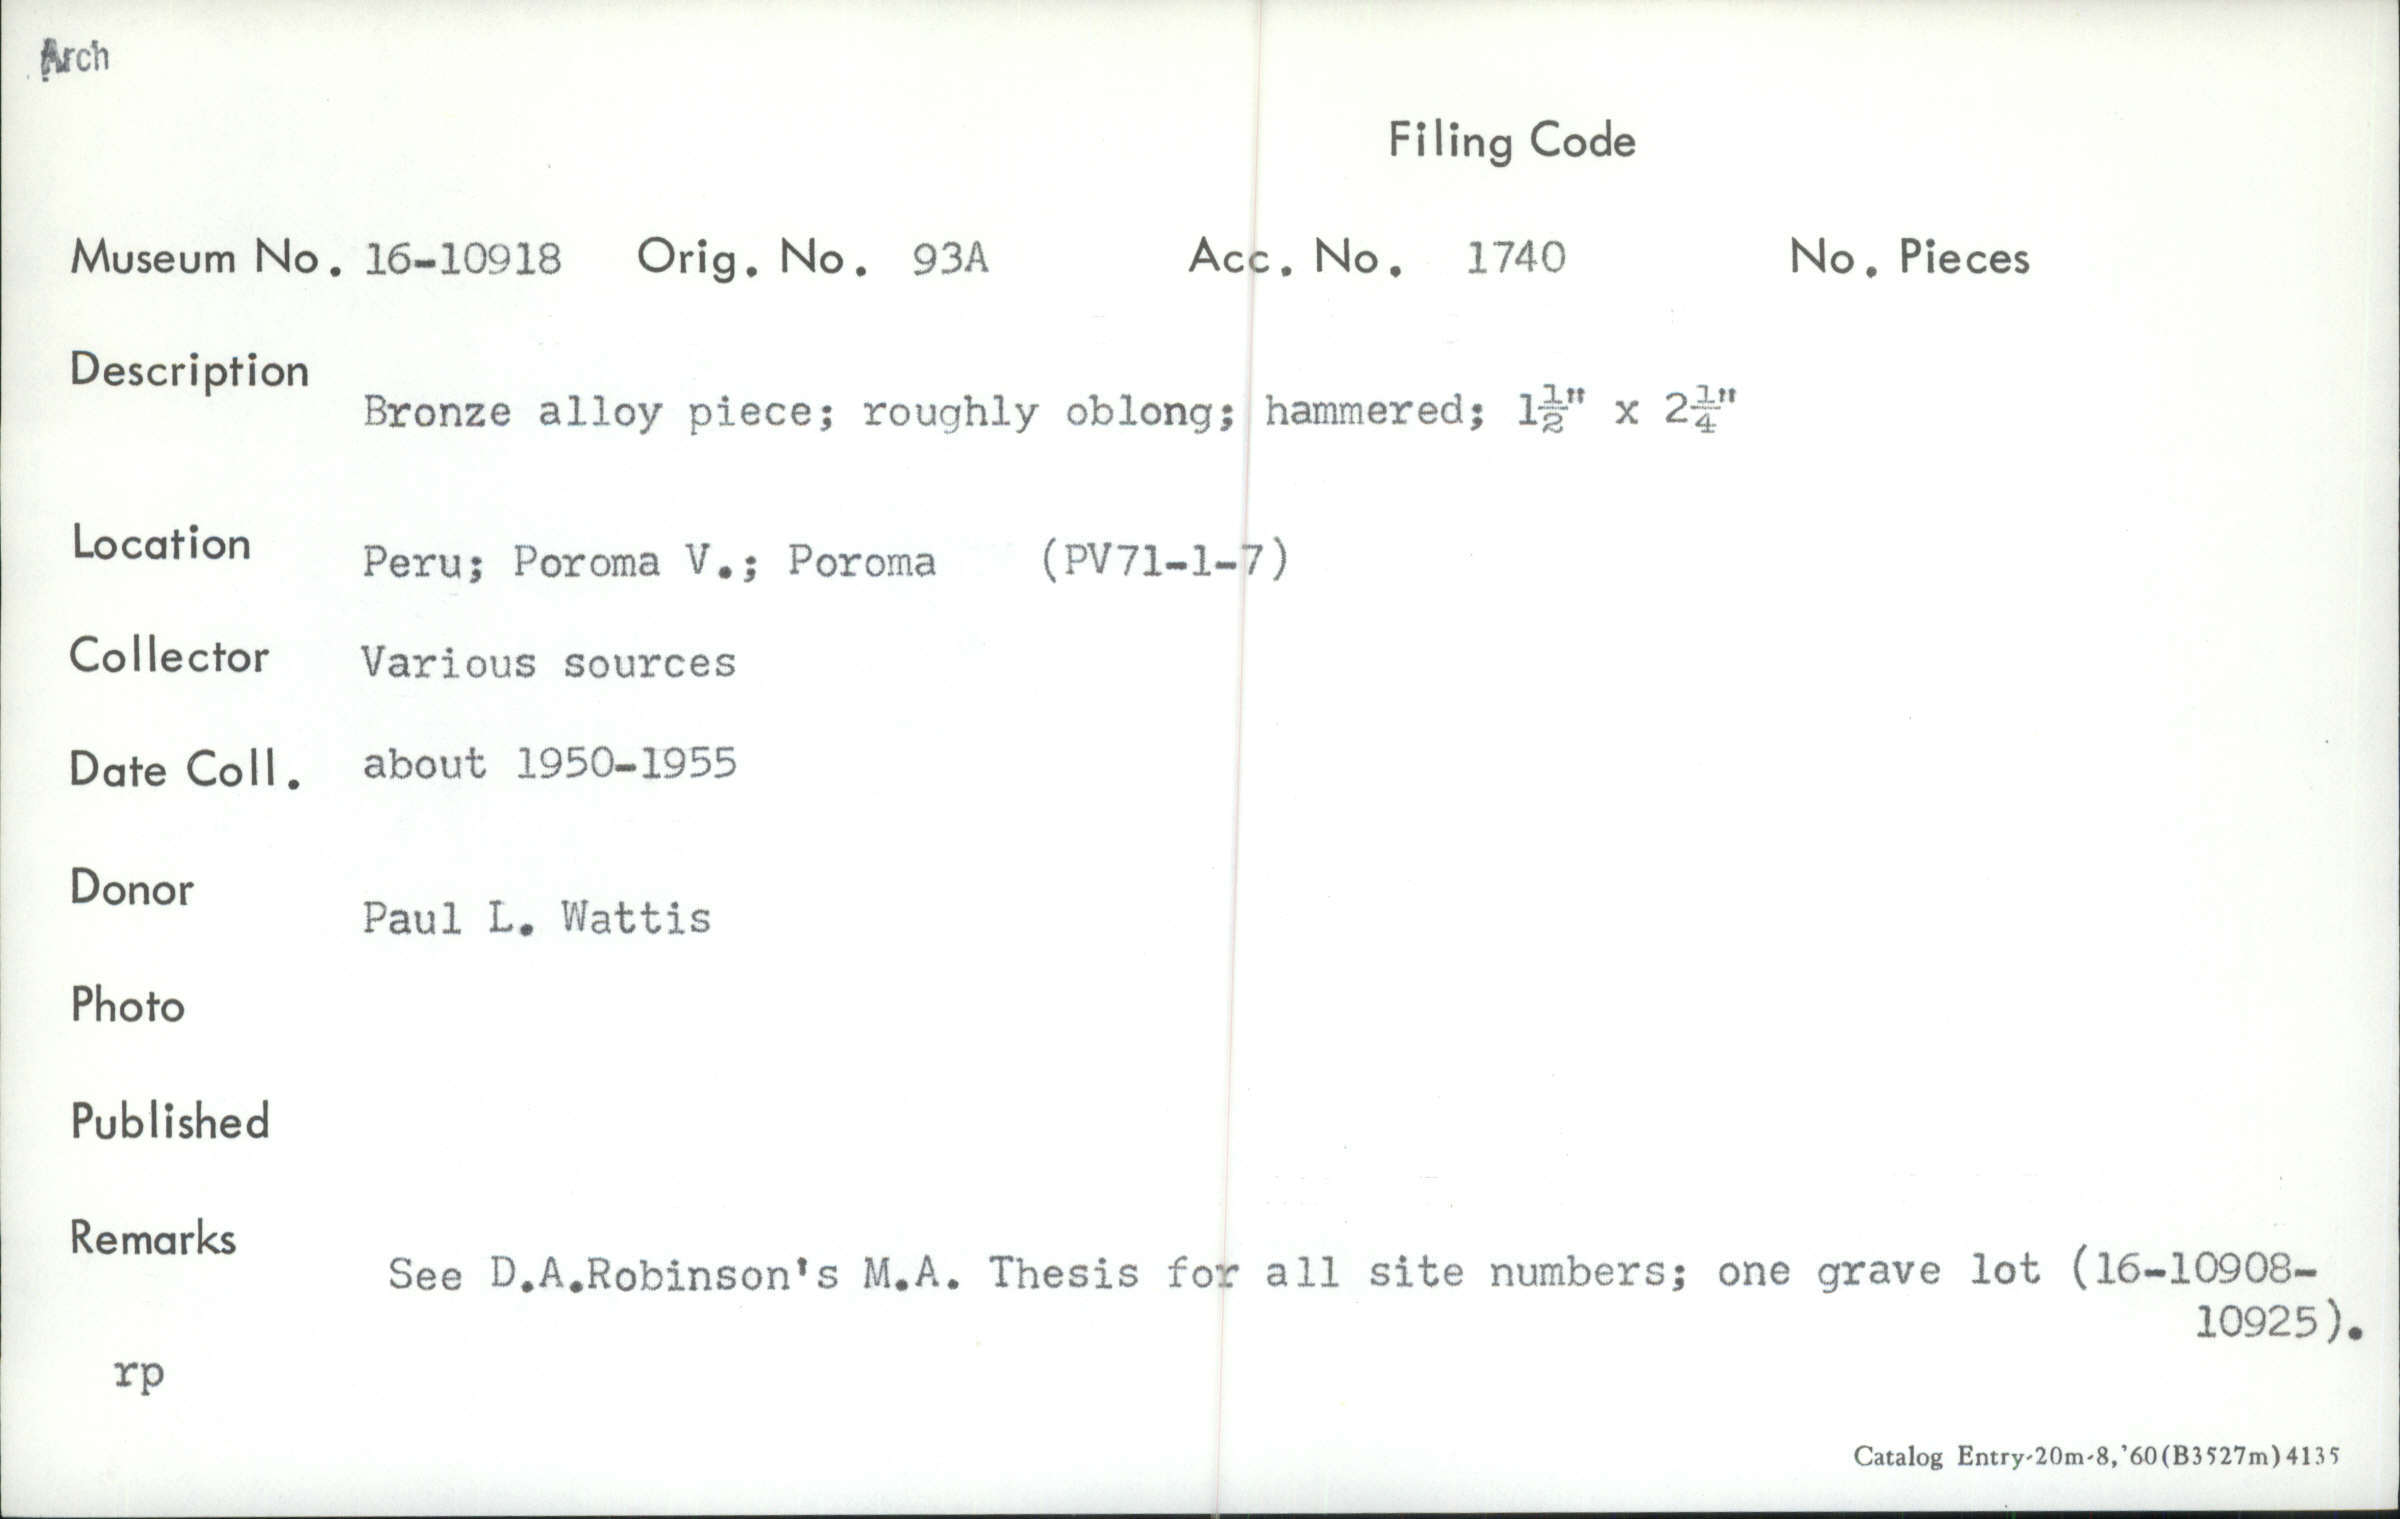 Arch
Filing Code
Museum No. 16-10918 Orig. No. 93A Acc. No. 1740 No. Pieces
Description
Bronze alloy piece; roughly oblong; hammered; 1½" x 2¼"
Location
Peru; Poroma V.; Poroma (PV71-1-7)
Collector Various sources
Date Coll. about 1950-1955
Donor
Paul L. Wattis
Photo
Published
Remarks
See D.A.Robinson's M.A. Thesis for all site numbers; one grave lot (16-10908-
10925).
rp
Catalog Entry-20m-8,'60(B3527m)4135